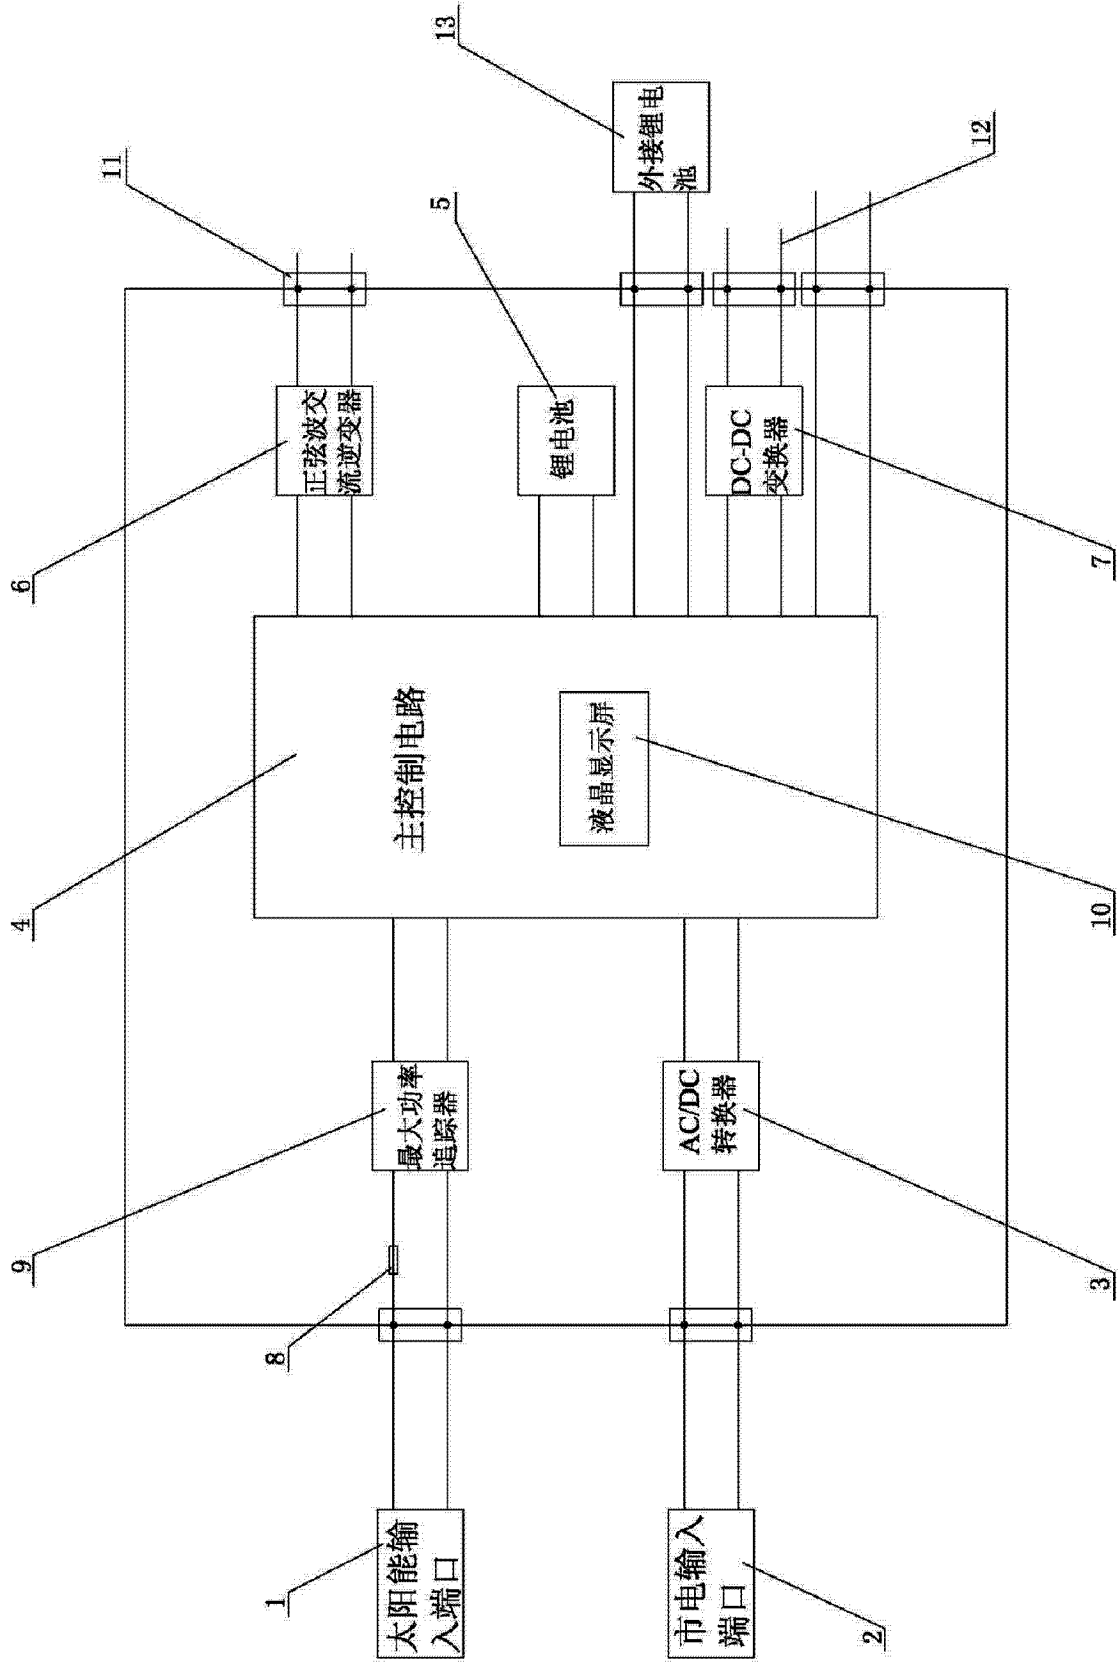 1
太阳能输
入端口
2
市电输入
端口
8
9
最大功率
追踪器
3
AC/DC
转换器
4
主控制电路
10
液晶显示屏
6
正弦波交
流逆变器
5
锂电池
7
DC-DC
变换器
11
13
外接锂电
池
12